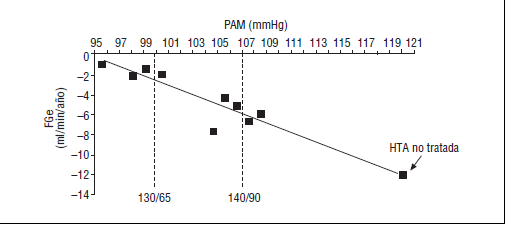 PAM (mmHg)
95 97 99 101 103 105 107 109 111 113 115 117 119 121
0
–2
–4
–6
–8
–10
–12
–14
FGe
(ml/min/año)
HTA no tratada
130/65 140/90